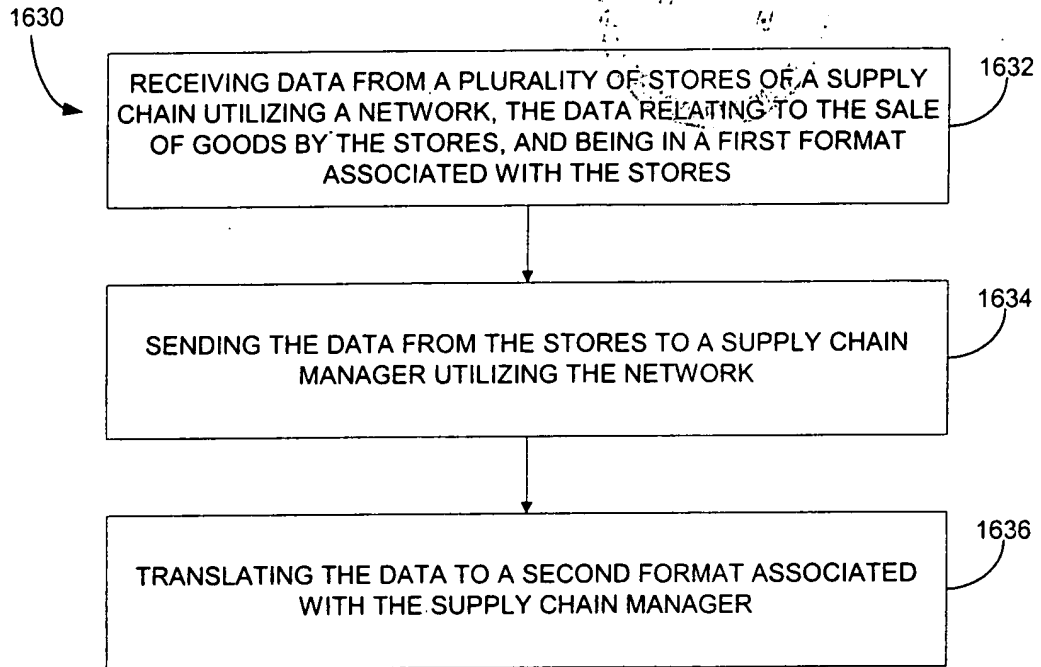 1630
RECEIVING DATA FROM A PLURALITY OF STORES OF A SUPPLY
CHAIN UTILIZING A NETWORK, THE DATA RELATING TO THE SALE
OF GOODS BY THE STORES, AND BEING IN A FIRST FORMAT
ASSOCIATED WITH THE STORES
1632
SENDING THE DATA FROM THE STORES TO A SUPPLY CHAIN
MANAGER UTILIZING THE NETWORK
1634
TRANSLATING THE DATA TO A SECOND FORMAT ASSOCIATED
WITH THE SUPPLY CHAIN MANAGER
1636